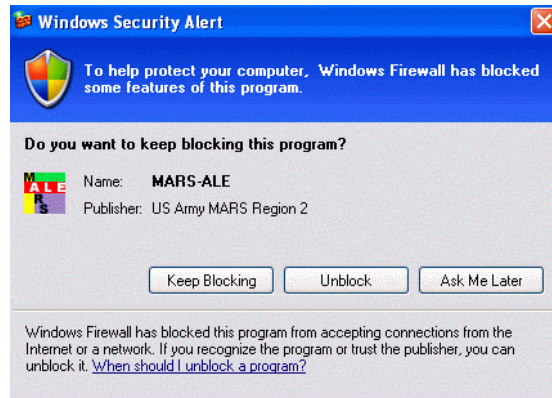 Windows Security Alert
To help protect your computer, Windows Firewall has blocked
some features of this program.
Do you want to keep blocking this program?
M
ALE
R
S
Name: MARS-ALE
Publisher: US Army MARS Region 2
Keep Blocking Unblock Ask Me Later
Windows Firewall has blocked this program from accepting connections from the
Internet or a network. If you recognize the program or trust the publisher, you can
unblock it. When should I unblock a program?